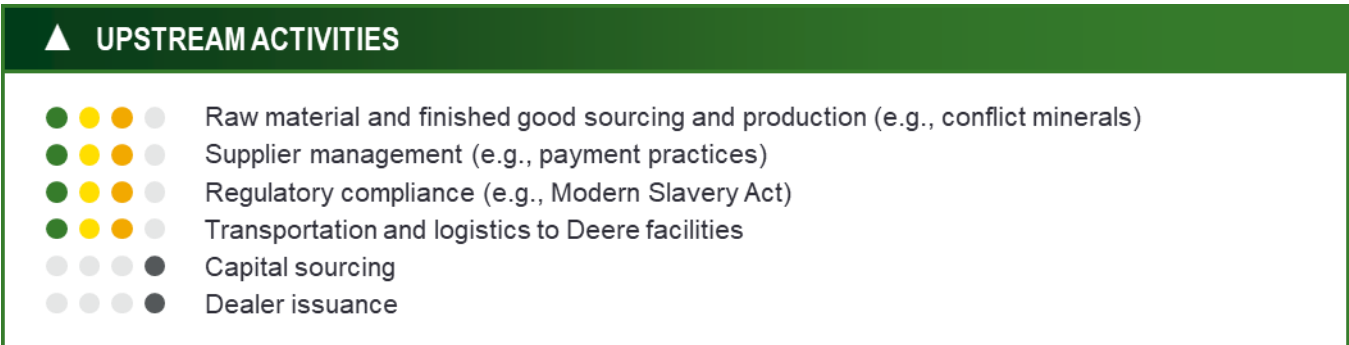 UPSTREAM ACTIVITIES
Raw material and finished good sourcing and production (e.g., conflict minerals)
Supplier management (e.g., payment practices)
Regulatory compliance (e.g., Modern Slavery Act)
Transportation and logistics to Deere facilities
Capital sourcing
Dealer issuance